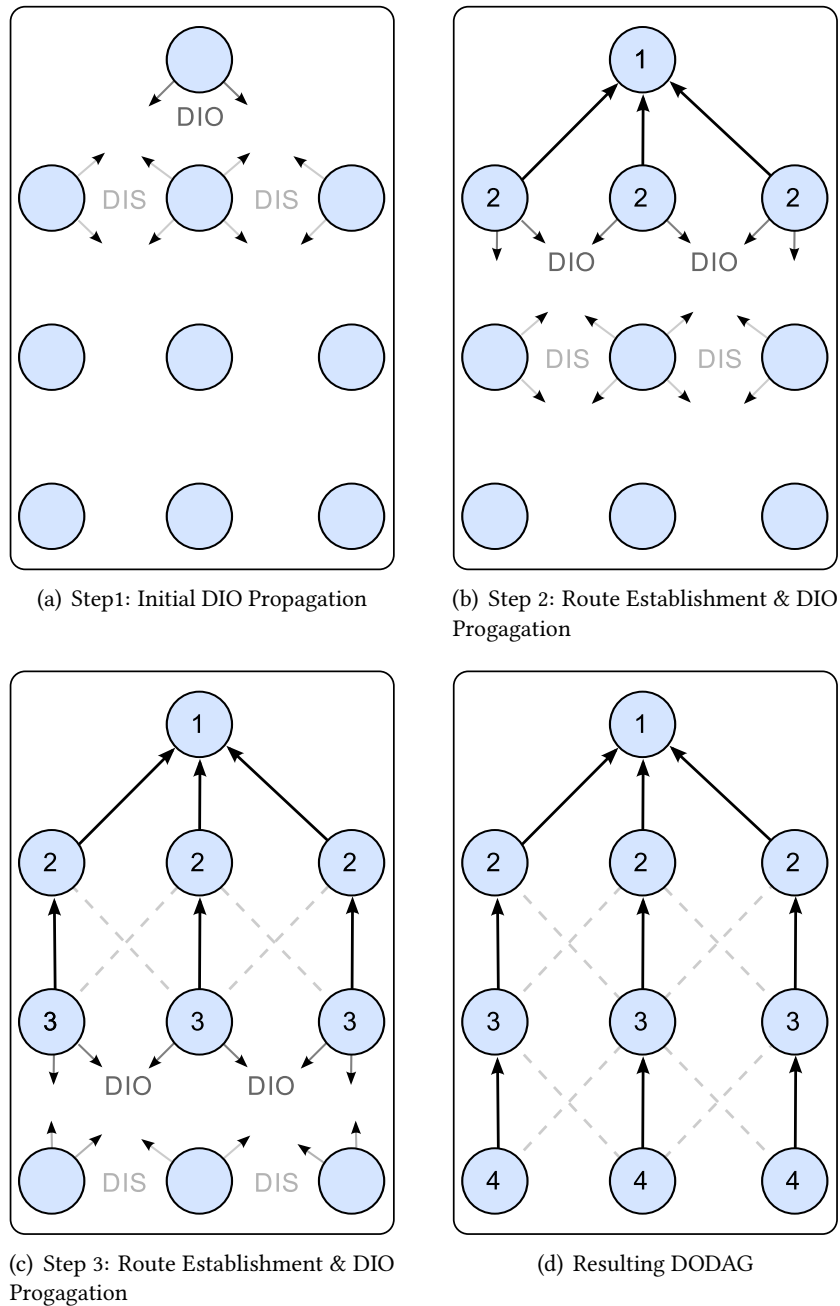 DIO
DIS DIS
(a) Step1: Initial DIO Propagation
1
2 2 2
DIO DIO
DIS DIS
(b) Step 2: Route Establishment & DIO
Progagation
1
2 2 2
3 3 3
DIO DIO
DIS DIS
(c) Step 3: Route Establishment & DIO
Progagation
1
2 2 2
3 3 3
4 4 4
(d) Resulting DODAG